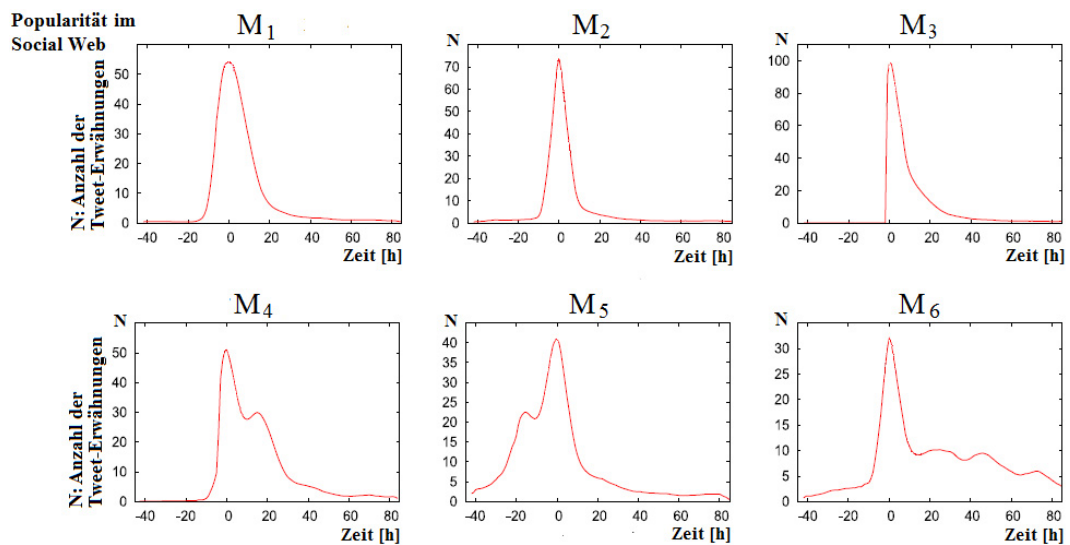 Popularität im
Social Web
M1
N: Anzahl der
Tweet-Erwähnungen
50
40
30
20
10
0
-40 -20 0 20 40 60 80
Zeit [h]
M2
N
70
60
50
40
30
20
10
0
-40 -20 0 20 40 60 80
Zeit [h]
M3
N
100
80
60
40
20
0
-40 -20 0 20 40 60 80
Zeit [h]
M4
N
N: Anzahl der
Tweet-Erwähnungen
50
40
30
20
10
0
-40 -20 0 20 40 60 80
Zeit [h]
M5
N
40
35
30
25
20
15
10
5
0
-40 -20 0 20 40 60 80
Zeit [h]
M6
N
30
25
20
15
10
5
0
-40 -20 0 20 40 60 80
Zeit [h]